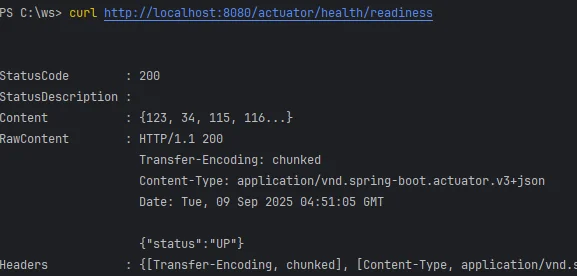 PS C:\ws> curl http://localhost:8080/actuator/health/readiness
StatusCode        : 200
StatusDescription :
Content           : {123, 34, 115, 116...}
RawContent        : HTTP/1.1 200
                    Transfer-Encoding: chunked
                    Content-Type: application/vnd.spring-boot.actuator.v3+json
                    Date: Tue, 09 Sep 2025 04:51:05 GMT
                    {"status":"UP"}
Headers           : {[Transfer-Encoding, chunked], [Content-Type, application/vnd.s